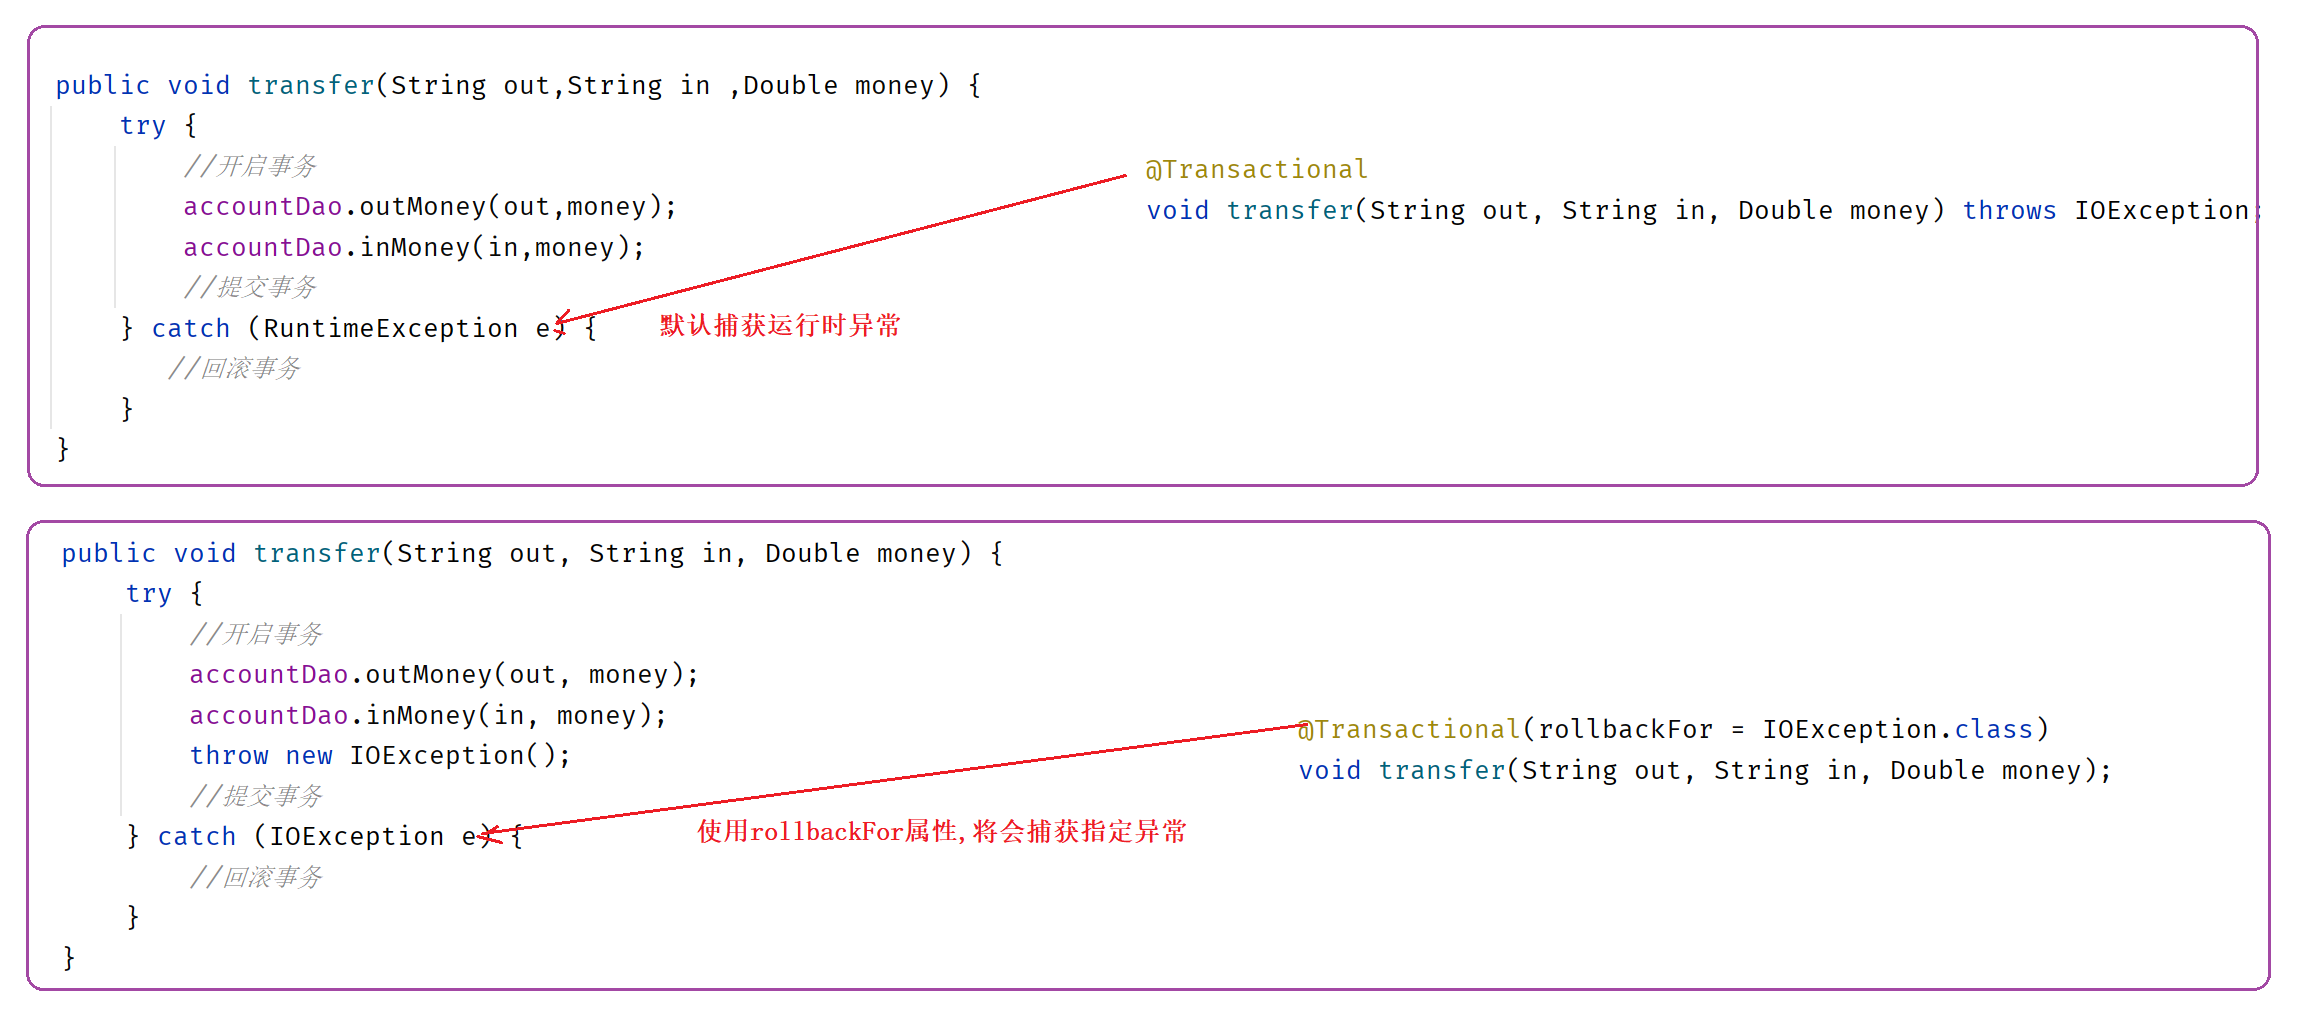 public void transfer(String out,String in ,Double money) {
try {
//开启事务
accountDao.outMoney(out,money);
accountDao.inMoney(in,money);
//提交事务
} catch (RuntimeException e) {
//回滚事务
}
}
默认捕获运行时异常
@Transactional
void transfer(String out, String in, Double money) throws IOException;
public void transfer(String out, String in, Double money) {
try {
//开启事务
accountDao.outMoney(out, money);
accountDao.inMoney(in, money);
throw new IOException();
//提交事务
} catch (IOException e) {
//回滚事务
}
}
使用rollbackFor属性,将会捕获指定异常
@Transactional(rollbackFor = IOException.class)
void transfer(String out, String in, Double money);